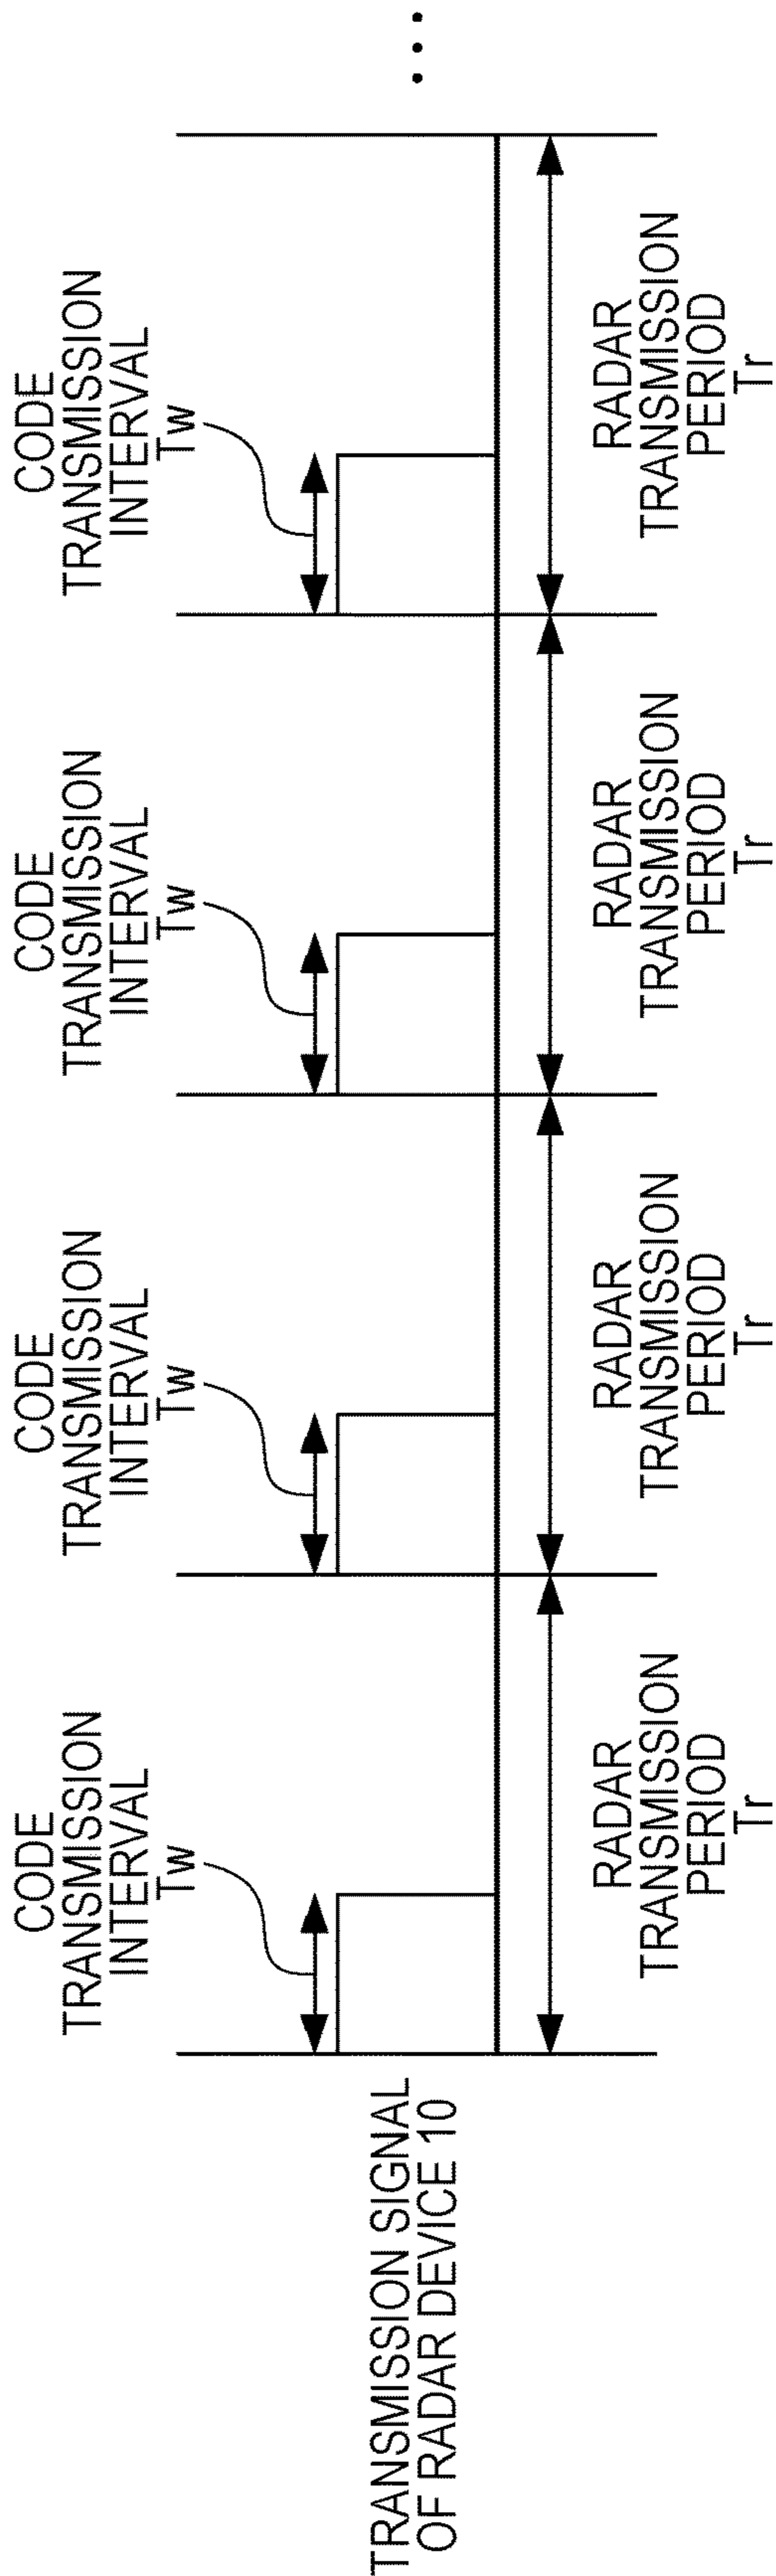 CODE
TRANSMISSION
INTERVAL
Tw
CODE
TRANSMISSION
INTERVAL
Tw
CODE
TRANSMISSION
INTERVAL
Tw
CODE
TRANSMISSION
INTERVAL
Tw
TRANSMISSION SIGNAL
OF RADAR DEVICE 10
...
RADAR
TRANSMISSION
PERIOD
Tr
RADAR
TRANSMISSION
PERIOD
Tr
RADAR
TRANSMISSION
PERIOD
Tr
RADAR
TRANSMISSION
PERIOD
Tr